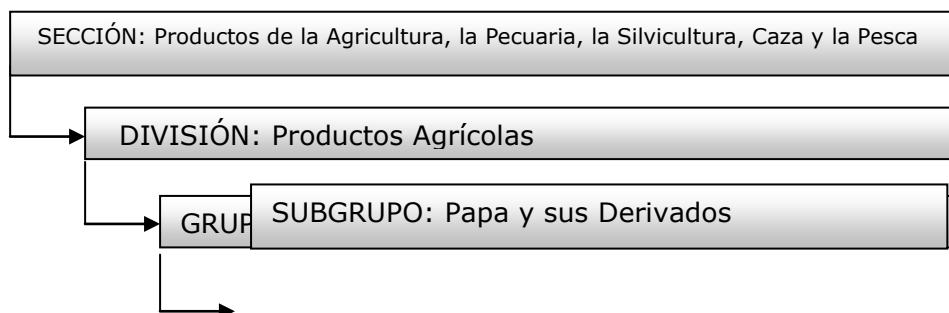 SECCIÓN: Productos de la Agricultura, la Pecuaria, la Silvicultura, Caza y la Pesca
DIVISIÓN: Productos Agrícolas
GRUP
SUBGRUPO: Papa y sus Derivados